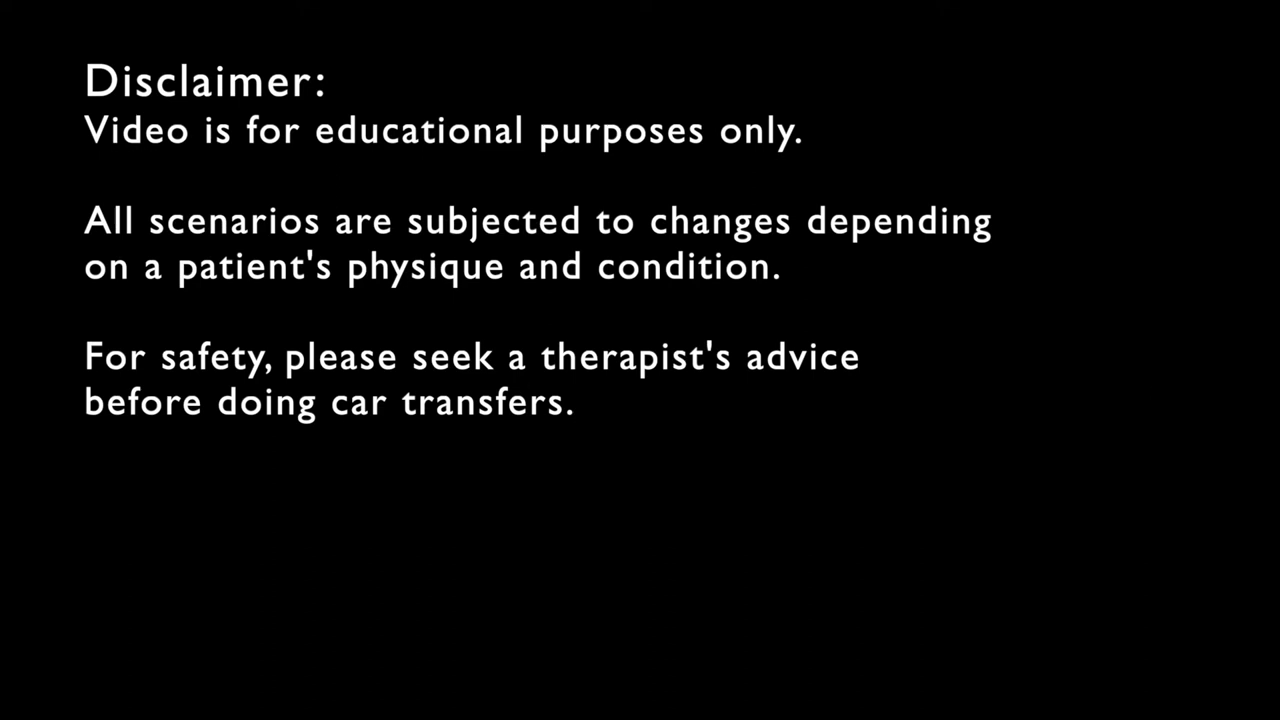 Disclaimer:
Video is for educational purposes only.
All scenarios are subjected to changes depending
on a patient's physique and condition.
For safety, please seek a therapist's advice
before doing car transfers.